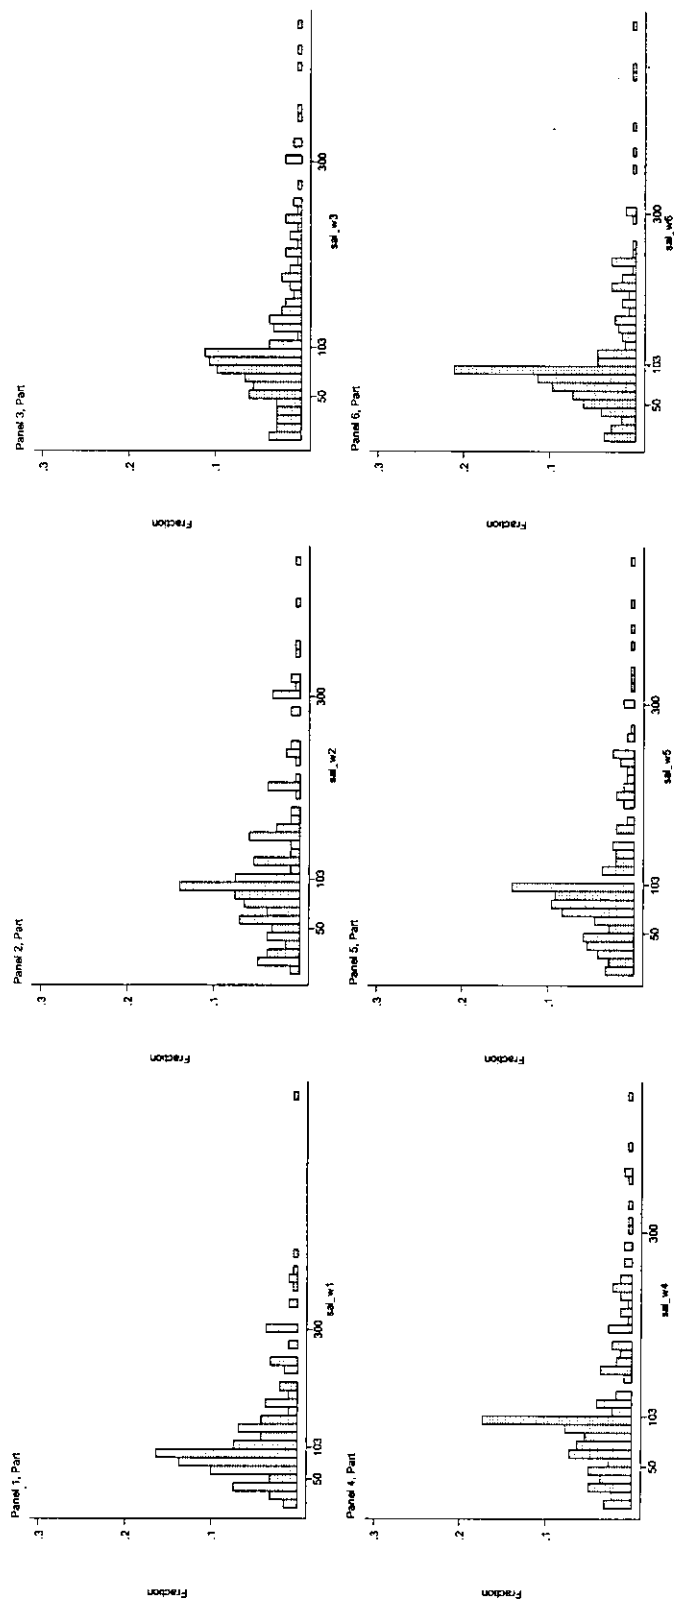 Panel 1, Part
Fraction
.3
.2
.1
50
103
300
sal_w1
Panel 2, Part
Fraction
.3
.2
.1
50
103
300
sal_w2
Panel 3, Part
Fraction
.3
.2
.1
50
103
300
sal_w3
Panel 4, Part
Fraction
.3
.2
.1
50
103
300
sal_w4
Panel 5, Part
Fraction
.3
.2
.1
50
103
300
sal_w5
Panel 6, Part
Fraction
.3
.2
.1
50
103
300
sal_w6